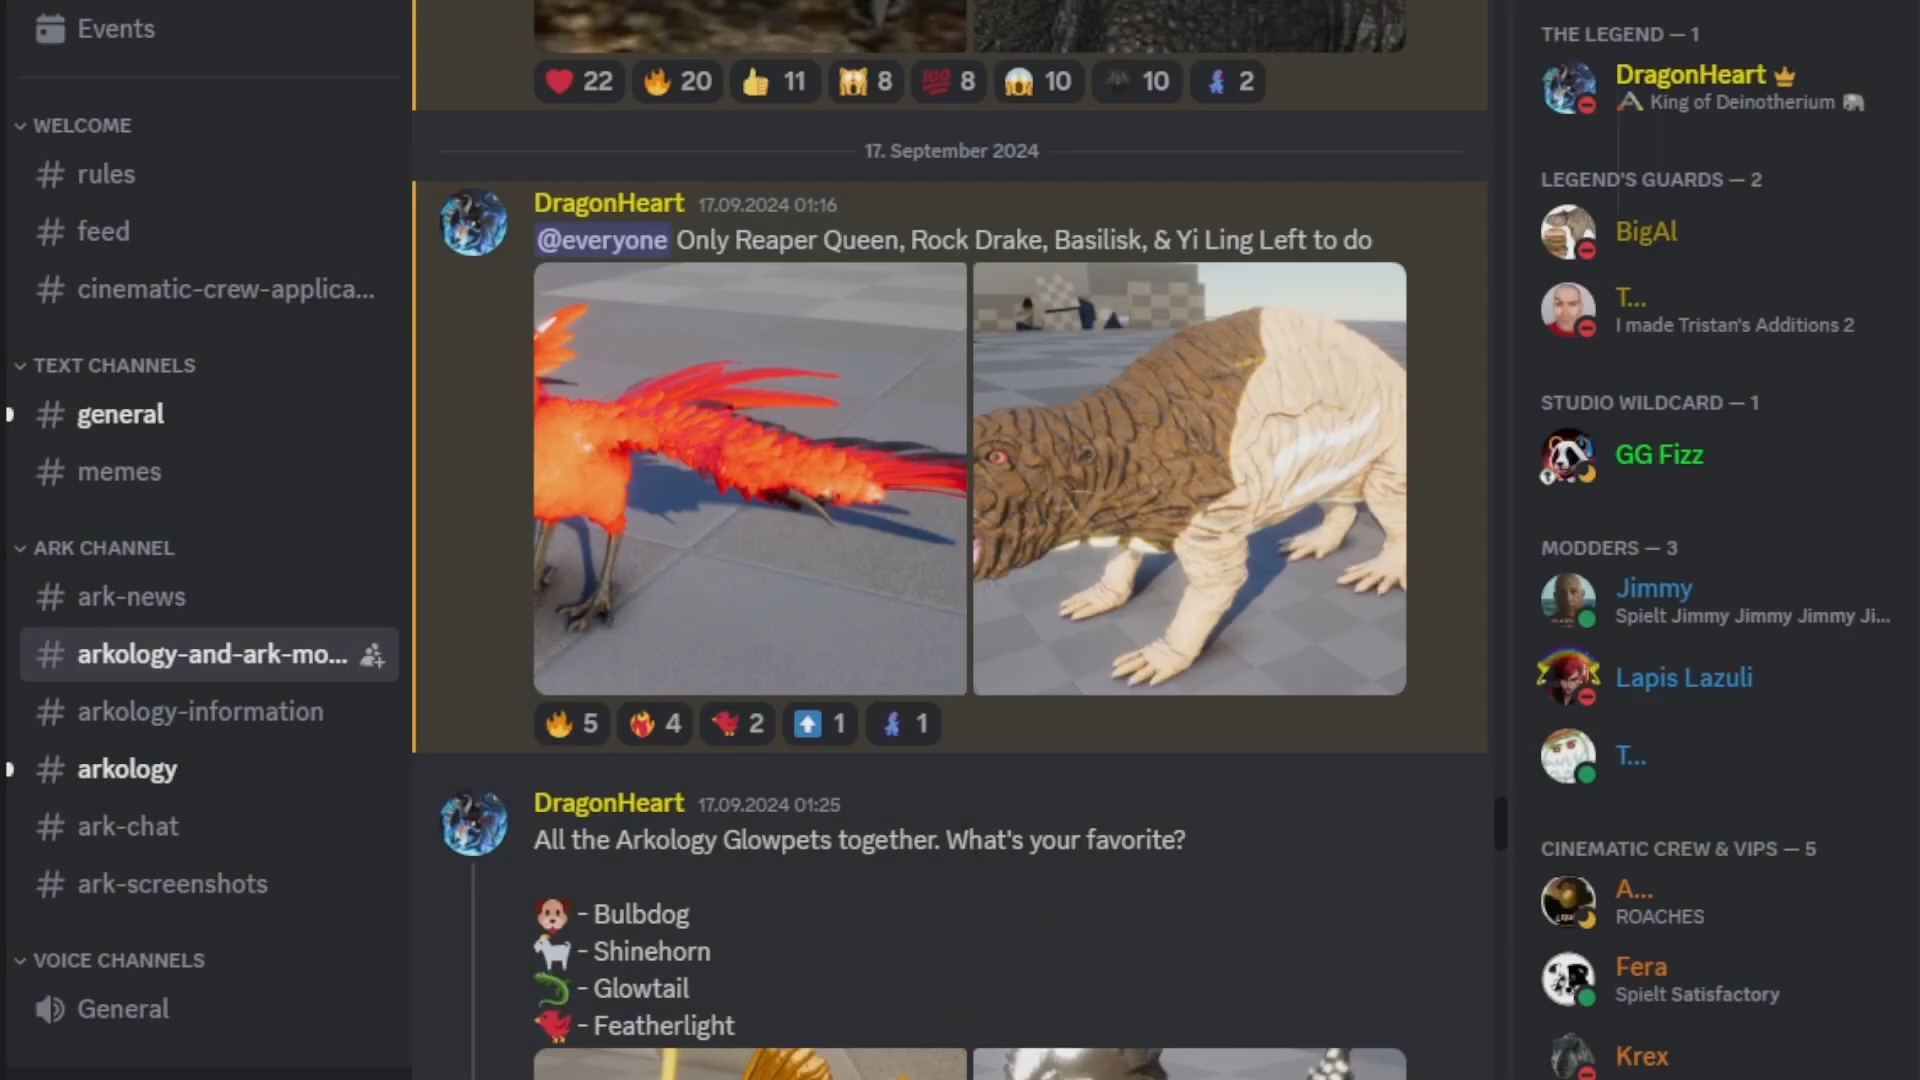 Events
WELCOME
# rules
# feed
# cinematic-crew-applica...
TEXT CHANNELS
# general
# memes
ARK CHANNEL
# ark-news
# arkology-and-ark-mo...
# arkology-information
# arkology
# ark-chat
# ark-screenshots
VOICE CHANNELS
General
22 20 11 8 100 8 10 10 2
17. September 2024
DragonHeart 17.09.2024 01:16
@everyone Only Reaper Queen, Rock Drake, Basilisk, & Yi Ling Left to do
5 4 2 1 1
DragonHeart 17.09.2024 01:25
All the Arkology Glowpets together. What's your favorite?
- Bulbdog
- Shinehorn
- Glowtail
- Featherlight
THE LEGEND — 1
DragonHeart
King of Deinotherium
LEGEND'S GUARDS — 2
BigAl
T...
I made Tristan's Additions 2
STUDIO WILDCARD — 1
GG Fizz
MODDERS — 3
Jimmy
Spielt Jimmy Jimmy Jimmy Ji...
Lapis Lazuli
T...
CINEMATIC CREW & VIPS — 5
A...
ROACHES
Fera
Spielt Satisfactory
Krex